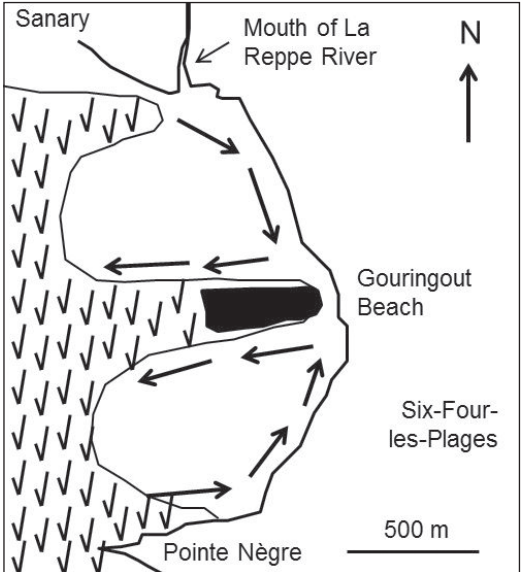 Sanary
Mouth of La
Reppe River
N
Gouringout
Beach
Six-Four-
les-Plages
500 m
Pointe Nègre